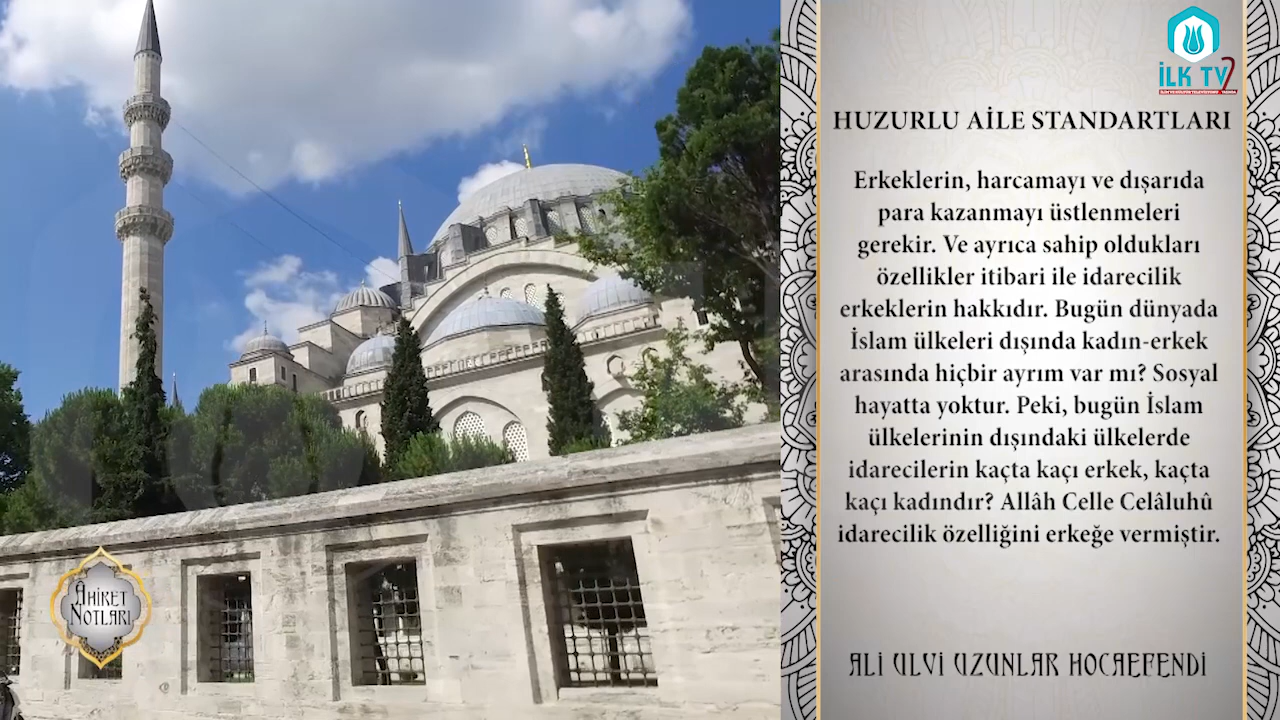 İLK TV 2
HUZURLU AİLE STANDARTLARI
Erkeklerin, harcamayı ve dışarıda
para kazanmayı üstlenmeleri
gerekir. Ve ayrıca sahip oldukları
özellikler itibari ile idarecilik
erkeklerin hakkıdır. Bugün dünyada
İslam ülkeleri dışında kadın-erkek
arasında hiçbir ayrım var mı? Sosyal
hayatta yoktur. Peki, bugün İslam
ülkelerinin dışındaki ülkelerde
idarecilerin kaçta kaçı erkek, kaçta
kaçı kadındır? Allâh Celle Celâluhû
idarecilik özelliğini erkeğe vermiştir.
ALİ ULVİ UZUNLAR HOCAEFENDİ
AHİRET
NOTLARI